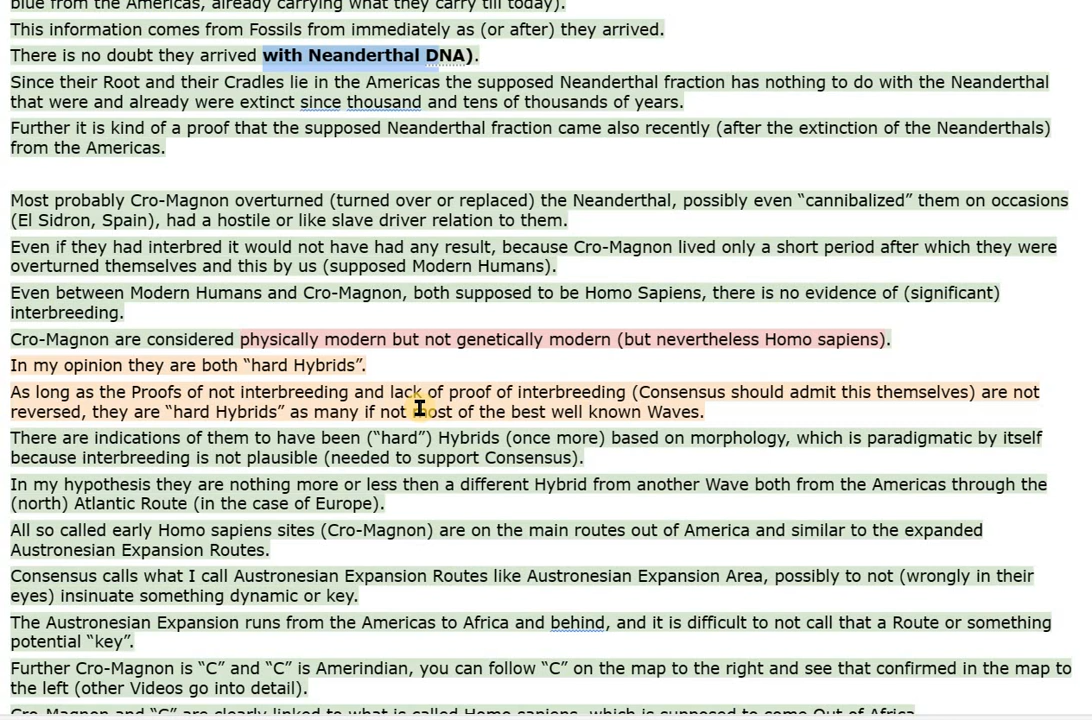 blue from the Americas, already carrying what they carry till today).
This information comes from Fossils from immediately as (or after) they arrived.
There is no doubt they arrived with Neanderthal DNA).
Since their Root and their Cradles lie in the Americas the supposed Neanderthal fraction has nothing to do with the Neanderthal
that were and already were extinct since thousand and tens of thousands of years.
Further it is kind of a proof that the supposed Neanderthal fraction came also recently (after the extinction of the Neanderthals)
from the Americas.
Most probably Cro-Magnon overturned (turned over or replaced) the Neanderthal, possibly even “cannibalized” them on occasions
(El Sidron, Spain), had a hostile or like slave driver relation to them.
Even if they had interbred it would not have had any result, because Cro-Magnon lived only a short period after which they were
overturned themselves and this by us (supposed Modern Humans).
Even between Modern Humans and Cro-Magnon, both supposed to be Homo Sapiens, there is no evidence of (significant)
interbreeding.
Cro-Magnon are considered physically modern but not genetically modern (but nevertheless Homo sapiens).
In my opinion they are both “hard Hybrids”.
As long as the Proofs of not interbreeding and lack of proof of interbreeding (Consensus should admit this themselves) are not
reversed, they are “hard Hybrids” as many if not most of the best well known Waves.
There are indications of them to have been (“hard”) Hybrids (once more) based on morphology, which is paradigmatic by itself
because interbreeding is not plausible (needed to support Consensus).
In my hypothesis they are nothing more or less then a different Hybrid from another Wave both from the Americas through the
(north) Atlantic Route (in the case of Europe).
All so called early Homo sapiens sites (Cro-Magnon) are on the main routes out of America and similar to the expanded
Austronesian Expansion Routes.
Consensus calls what I call Austronesian Expansion Routes like Austronesian Expansion Area, possibly to not (wrongly in their
eyes) insinuate something dynamic or key.
The Austronesian Expansion runs from the Americas to Africa and behind, and it is difficult to not call that a Route or something
potential “key”.
Further Cro-Magnon is “C” and “C” is Amerindian, you can follow “C” on the map to the right and see that confirmed in the map to
the left (other Videos go into detail).
Cro-Magnon and “C” are clearly linked to what is called Homo sapiens, which is supposed to come Out of Africa.